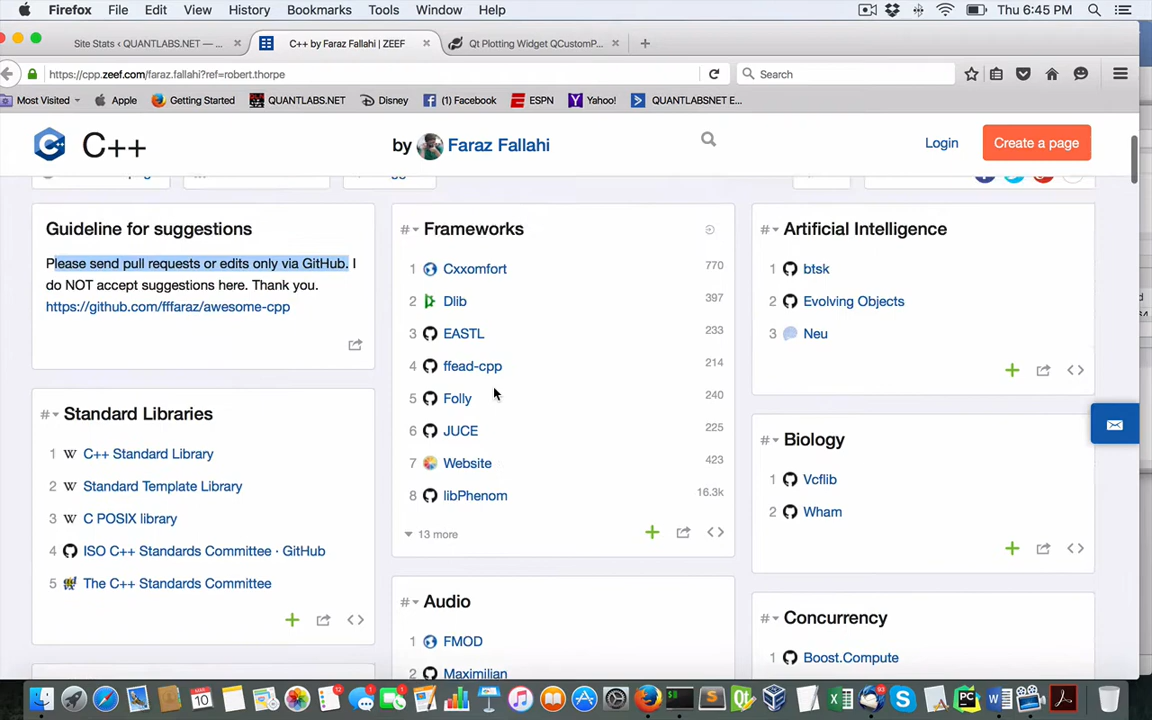 Firefox File Edit View History Bookmarks Tools Window Help Thu 6:45 PM
Site Stats ‹ QUANTLABS.NET — ... × C++ by Faraz Fallahi | ZEEF × Qt Plotting Widget QCustomP... × +
https://cpp.zeef.com/faraz.fallahi?ref=robert.thorpe Search
Most Visited Apple Getting Started QUANTLABS.NET Disney (1) Facebook ESPN Yahoo! QUANTLABSNET E...
C++ by Faraz Fallahi Login Create a page
Guideline for suggestions
Please send pull requests or edits only via GitHub. I
do NOT accept suggestions here. Thank you.
https://github.com/fffaraz/awesome-cpp
# Standard Libraries
1 C++ Standard Library
2 Standard Template Library
3 C POSIX library
4 ISO C++ Standards Committee · GitHub
5 The C++ Standards Committee
# Frameworks
1 Cxxomfort 770
2 Dlib 397
3 EASTL 233
4 ffead-cpp 214
5 Folly 240
6 JUCE 225
7 Website 423
8 libPhenom 16.3k
13 more
# Audio
1 FMOD
2 Maximilian
# Artificial Intelligence
1 btsk
2 Evolving Objects
3 Neu
# Biology
1 Vcflib
2 Wham
# Concurrency
1 Boost.Compute